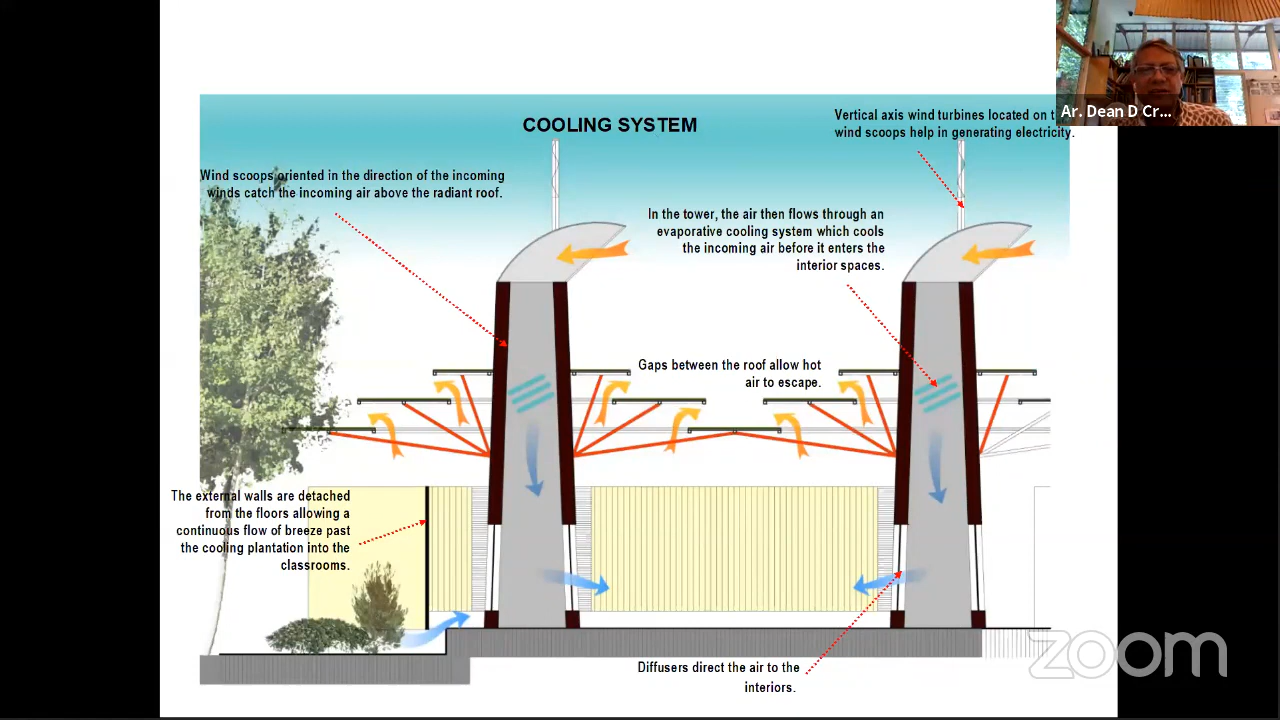 Ar. Dean D Cr...
COOLING SYSTEM
Vertical axis wind turbines located on
wind scoops help in generating electricity.
Wind scoops oriented in the direction of the incoming
winds catch the incoming air above the radiant roof.
In the tower, the air then flows through an
evaporative cooling system which cools
the incoming air before it enters the
interior spaces.
Gaps between the roof allow hot
air to escape.
The external walls are detached
from the floors allowing a
continuous flow of breeze past
the cooling plantation into the
classrooms.
Diffusers direct the air to the
interiors.
zoom